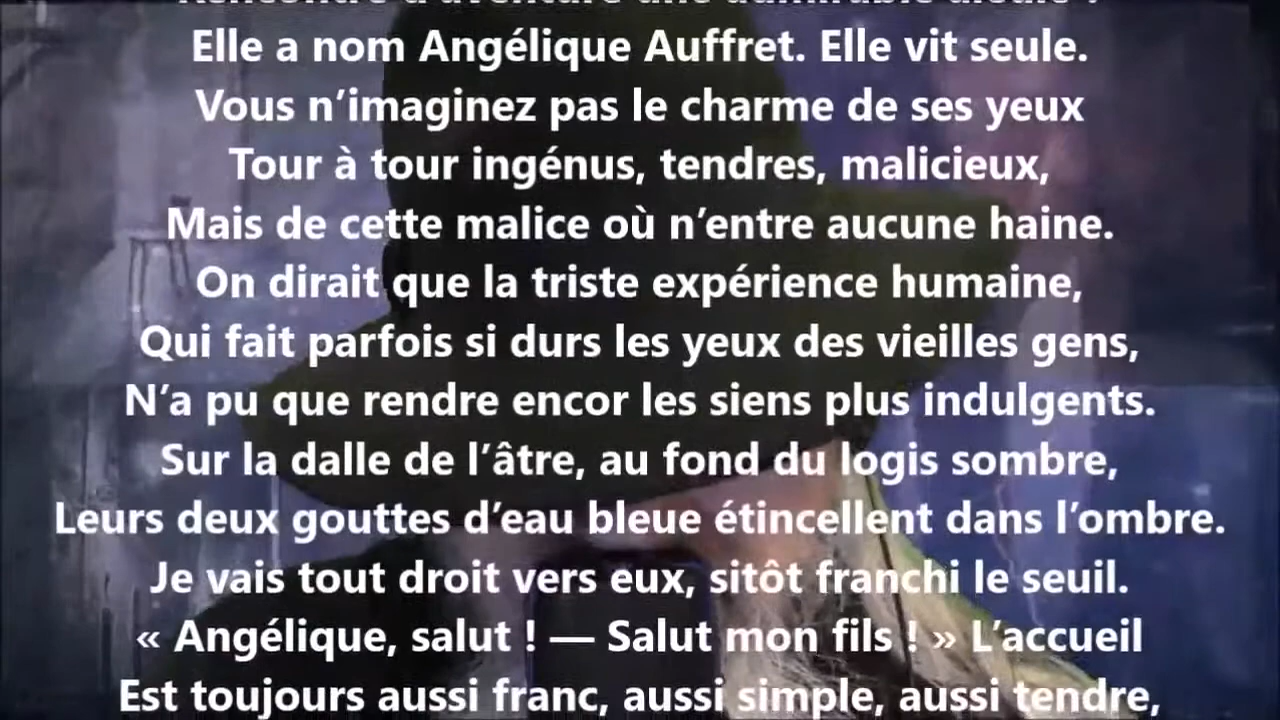 Elle a nom Angélique Auffret. Elle vit seule.
Vous n’imaginez pas le charme de ses yeux
Tour à tour ingénus, tendres, malicieux,
Mais de cette malice où n’entre aucune haine.
On dirait que la triste expérience humaine,
Qui fait parfois si durs les yeux des vieilles gens,
N’a pu que rendre encor les siens plus indulgents.
Sur la dalle de l’âtre, au fond du logis sombre,
Leurs deux gouttes d’eau bleue étincellent dans l’ombre.
Je vais tout droit vers eux, sitôt franchi le seuil.
« Angélique, salut ! — Salut mon fils ! » L’accueil
Est toujours aussi franc, aussi simple, aussi tendre,